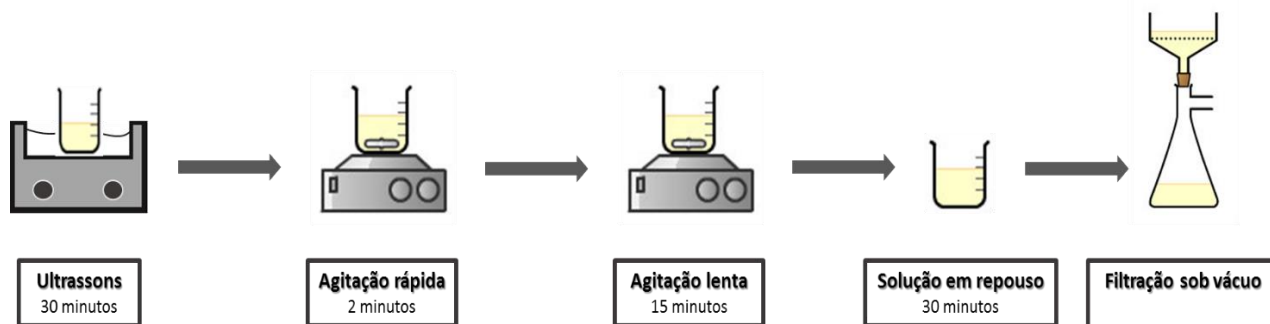 Ultrassons
30 minutos
Agitação rápida
2 minutos
Agitação lenta
15 minutos
Solução em repouso
30 minutos
Filtração sob vácuo